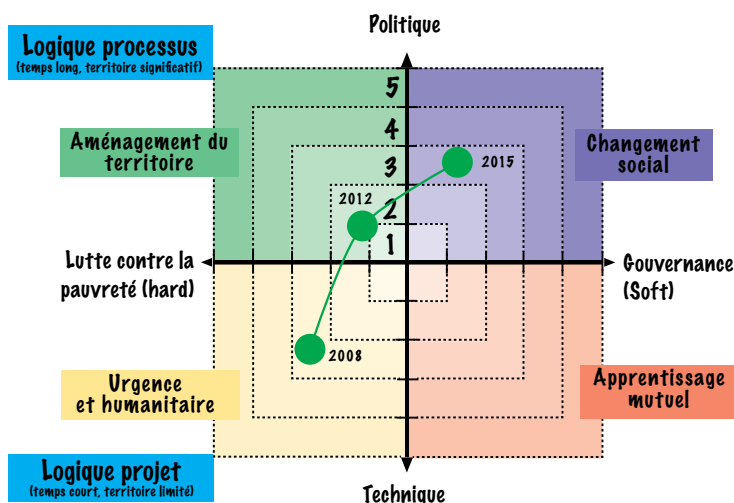 Politique
Logique processus
(temps long, territoire significatif)
5
4
Aménagement du
territoire
Changement
social
3
2015
2012
2
1
Lutte contre la
pauvreté (hard)
Gouvernance
(Soft)
2008
Urgence
et humanitaire
Apprentissage
mutuel
Logique projet
(temps court, territoire limité)
Technique